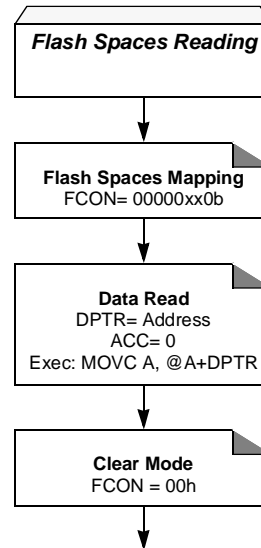 Flash Spaces Reading
Flash Spaces Mapping
FCON= 00000xx0b
Data Read
DPTR= Address
ACC= 0
Exec: MOVC A, @A+DPTR
Clear Mode
FCON = 00h